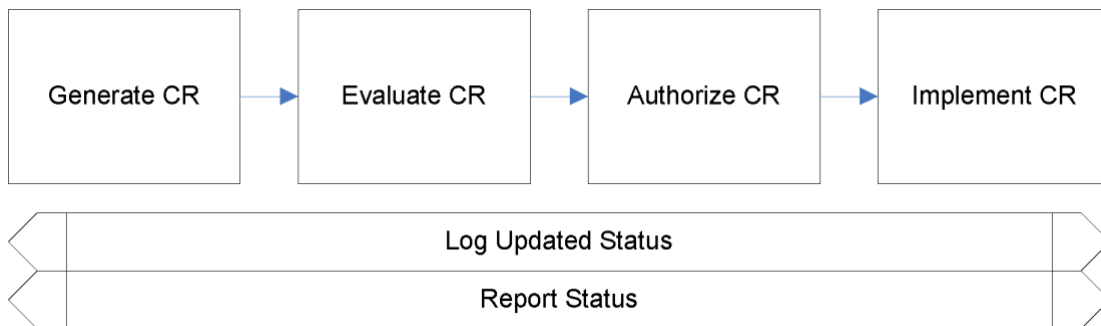 Generate CR
Evaluate CR
Authorize CR
Implement CR
Log Updated Status
Report Status